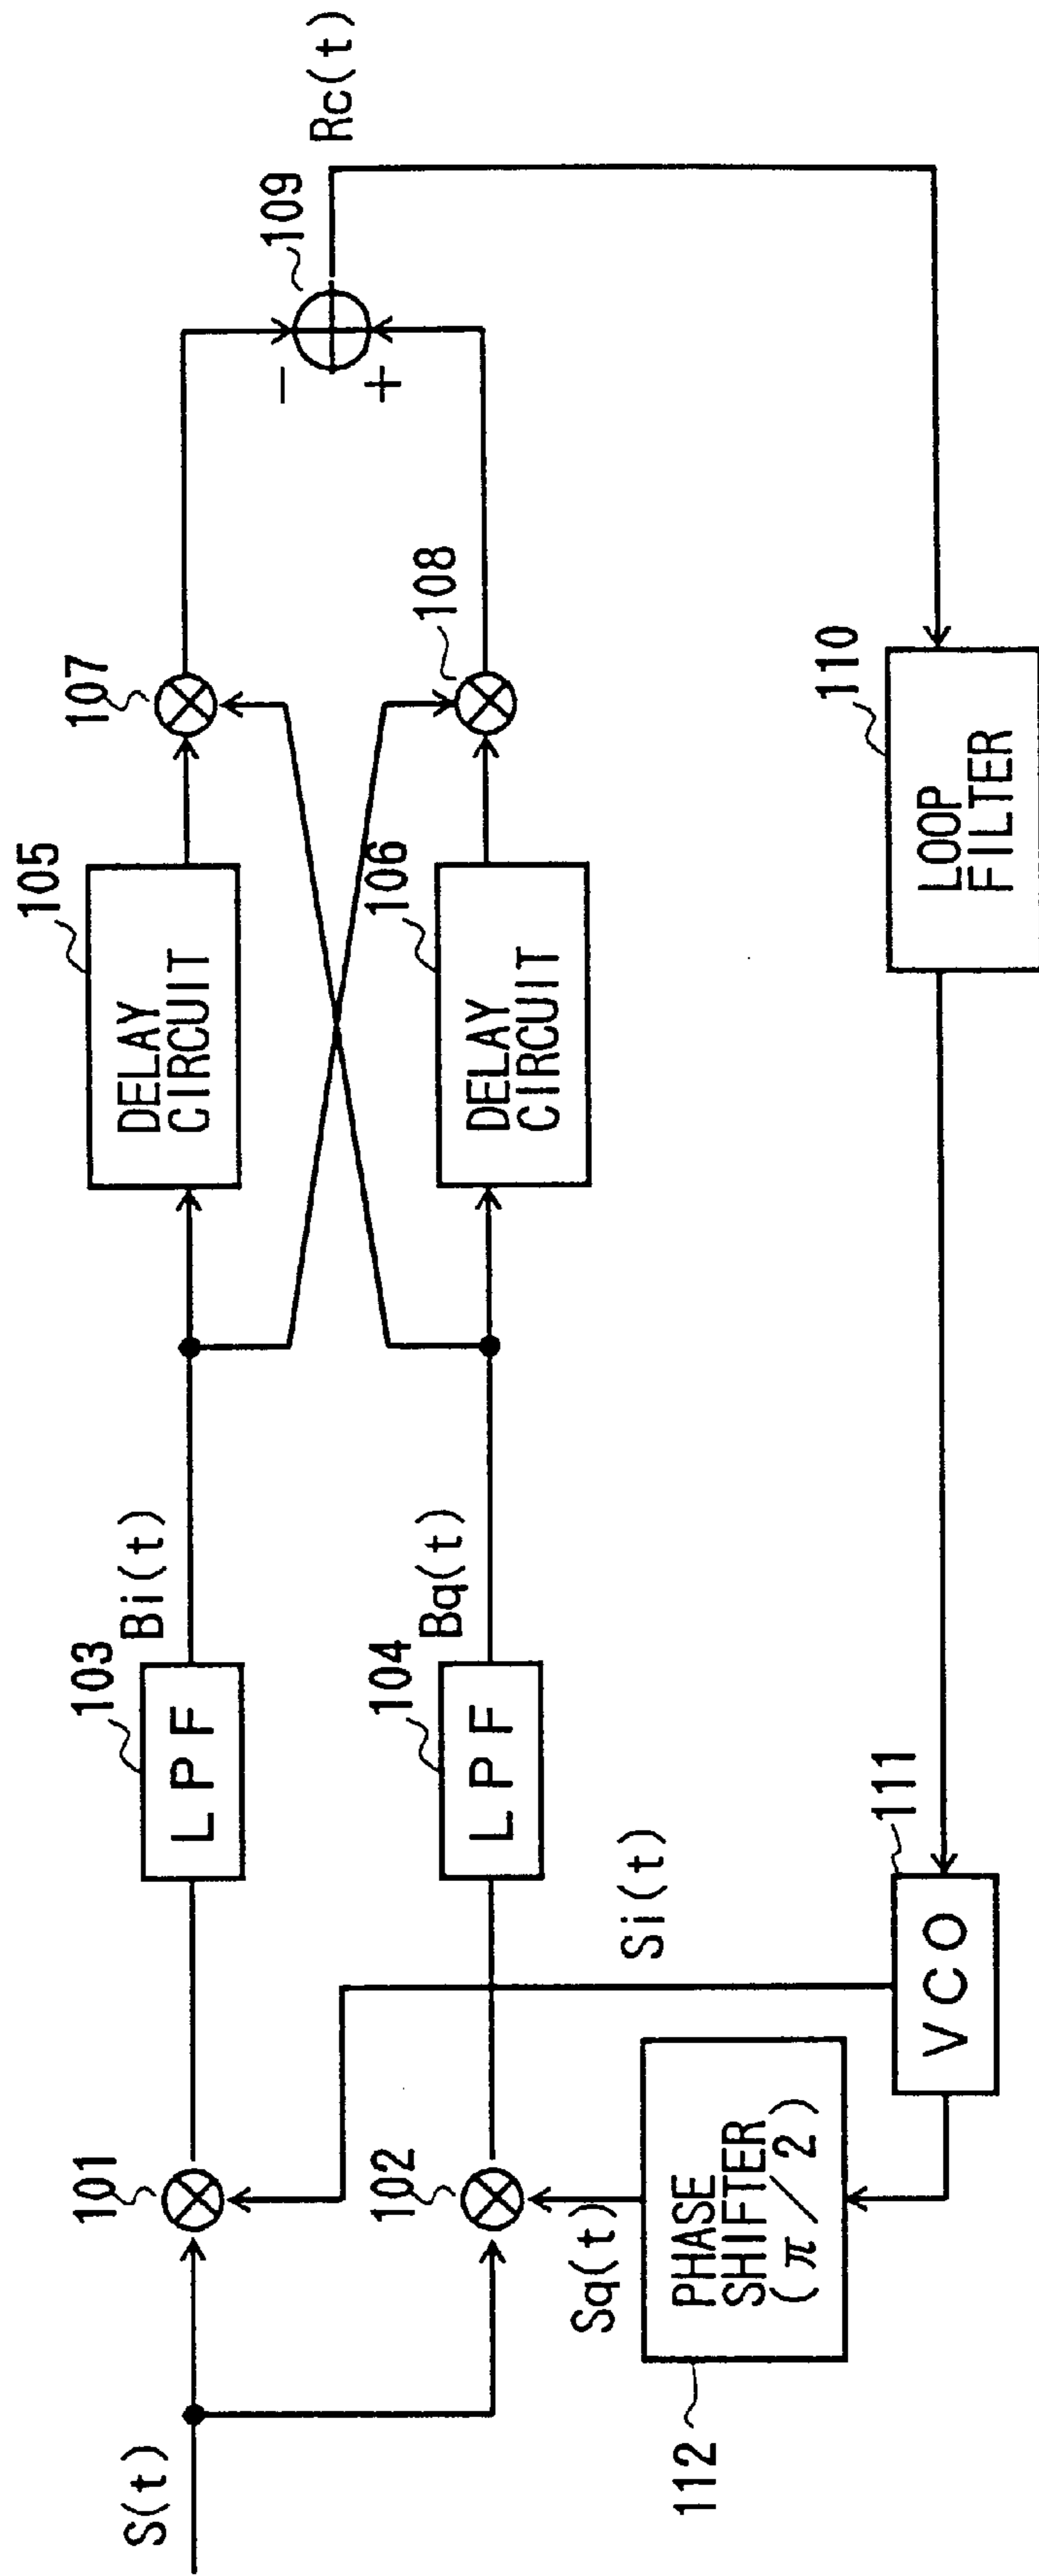 S(t)
101
102
Sq(t)
PHASE
SHIFTER
(π/2)
112
Si(t)
VCO
111
103
LPF
Bi(t)
104
LPF
Bq(t)
105
DELAY
CIRCUIT
106
DELAY
CIRCUIT
107
108
109
−
+
Rc(t)
110
LOOP
FILTER